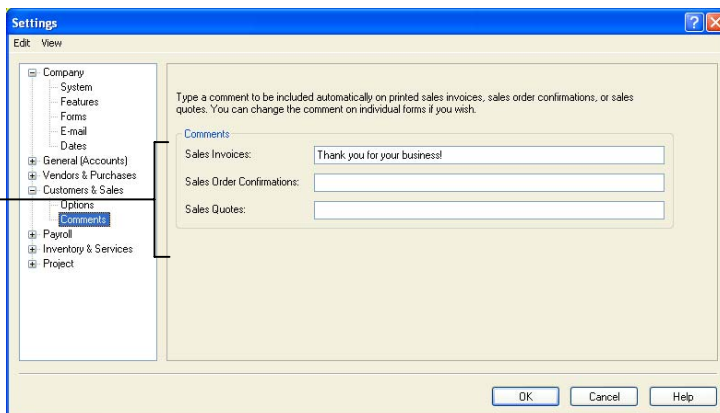 Settings
Edit View
Company
System
Features
Forms
E-mail
Dates
General (Accounts)
Vendors & Purchases
Customers & Sales
Options
Comments
Payroll
Inventory & Services
Project
Type a comment to be included automatically on printed sales invoices, sales order confirmations, or sales
quotes. You can change the comment on individual forms if you wish.
Comments
Sales Invoices: Thank you for your business!
Sales Order Confirmations:
Sales Quotes:
OK Cancel Help